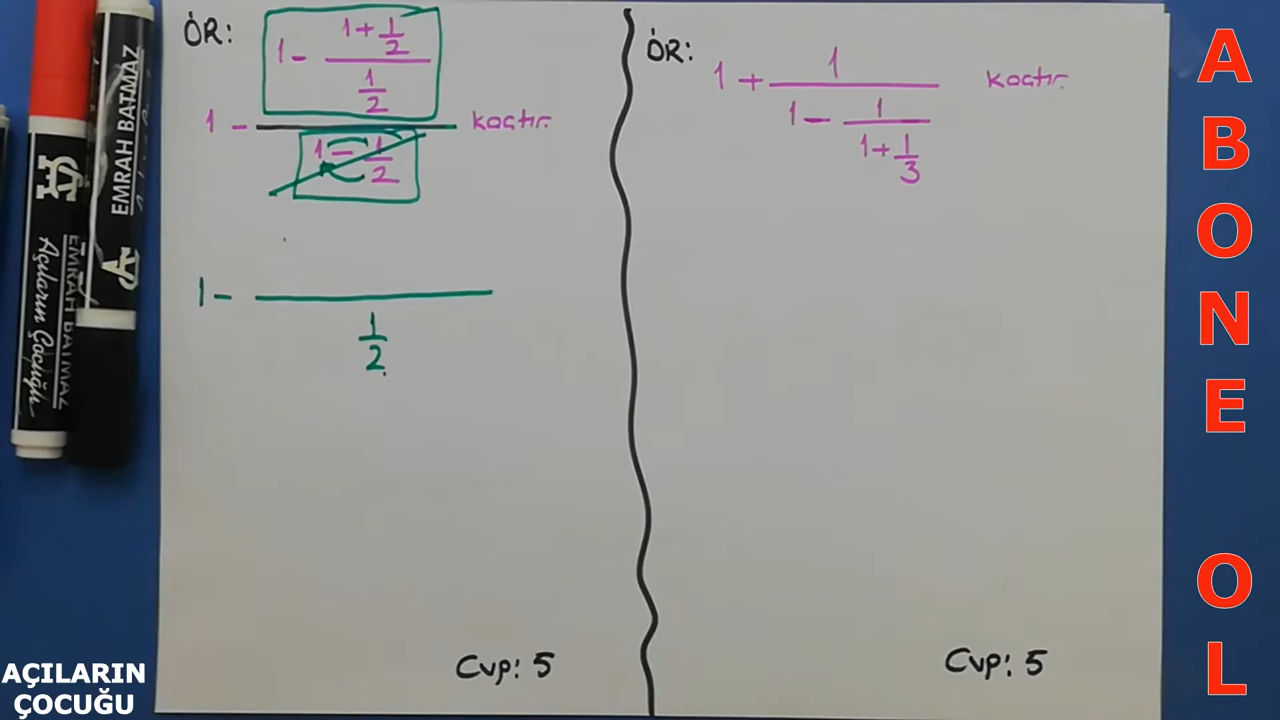 ÖR:
1 - (1 - (1 + 1/2) / (1/2)) / (1 - 1/2) kaçtır.
1 - ____ / (1/2)
Cvp: 5
ÖR:
1 + 1 / (1 - 1 / (1 + 1/3)) kaçtır.
Cvp: 5
EMRAH BATMAZ
EMRAH BATMAZ
Açıların Çocuğu
ABONE OL
AÇILARIN
ÇOCUĞU